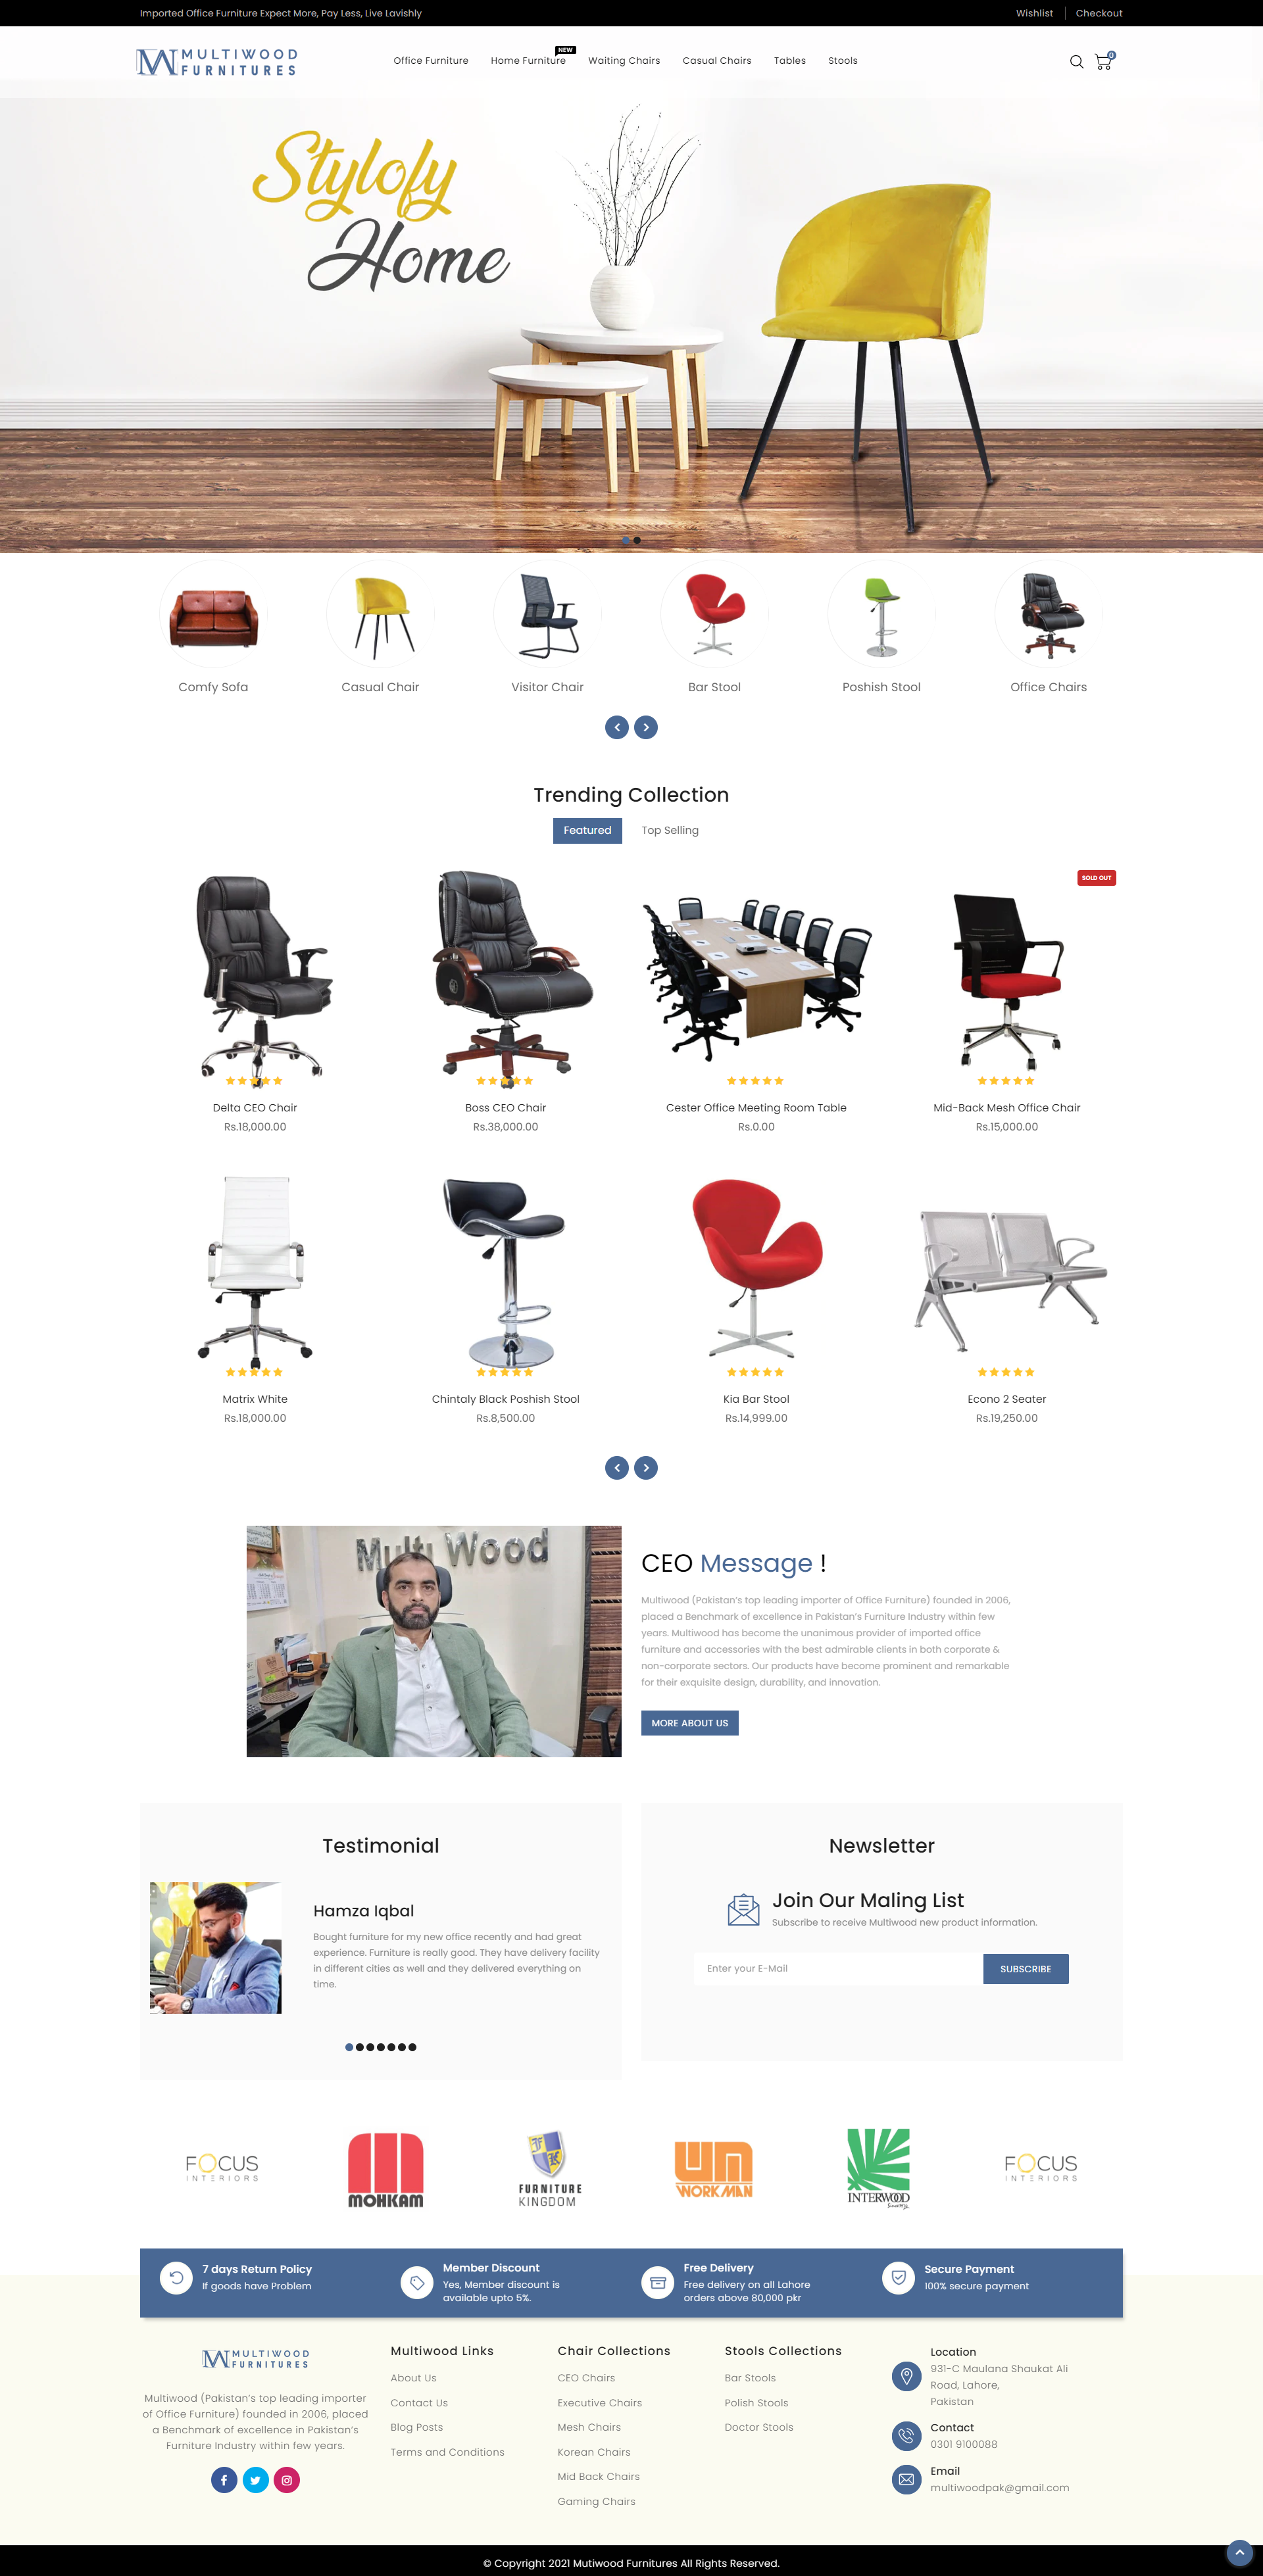 Imported Office Furniture Expect More, Pay Less, Live Lavishly
Wishlist
Checkout
MULTIWOOD
FURNITURES
Office Furniture
Home Furniture
NEW
Waiting Chairs
Casual Chairs
Tables
Stools
0
Stylofy
Home
Comfy Sofa
Casual Chair
Visitor Chair
Bar Stool
Poshish Stool
Office Chairs
Trending Collection
Featured
Top Selling
SOLD OUT
Delta CEO Chair
Rs.18,000.00
Boss CEO Chair
Rs.38,000.00
Cester Office Meeting Room Table
Rs.0.00
Mid-Back Mesh Office Chair
Rs.15,000.00
Matrix White
Rs.18,000.00
Chintaly Black Poshish Stool
Rs.8,500.00
Kia Bar Stool
Rs.14,999.00
Econo 2 Seater
Rs.19,250.00
Multi Wood
CEO Message !
Multiwood (Pakistan's top leading importer of Office Furniture) founded in 2006,
placed a Benchmark of excellence in Pakistan's Furniture Industry within few
years. Multiwood has become the unanimous provider of imported office
furniture and accessories with the best admirable clients in both corporate &
non-corporate sectors. Our products have become prominent and remarkable
for their exquisite design, durability, and innovation.
MORE ABOUT US
Testimonial
Hamza Iqbal
Bought furniture for my new office recently and had great
experience. Furniture is really good. They have delivery facility
in different cities as well and they delivered everything on
time.
Newsletter
Join Our Maling List
Subscribe to receive Multiwood new product information.
Enter your E-Mail
SUBSCRIBE
FOCUS
INTERIORS
MOHKAM
FURNITURE
KINGDOM
WORKMAN
INTERWOOD
FOCUS
INTERIORS
7 days Return Policy
If goods have Problem
Member Discount
Yes, Member discount is
available upto 5%.
Free Delivery
Free delivery on all Lahore
orders above 80,000 pkr
Secure Payment
100% secure payment
MULTIWOOD
FURNITURES
Multiwood (Pakistan's top leading importer
of Office Furniture) founded in 2006, placed
a Benchmark of excellence in Pakistan's
Furniture Industry within few years.
Multiwood Links
About Us
Contact Us
Blog Posts
Terms and Conditions
Chair Collections
CEO Chairs
Executive Chairs
Mesh Chairs
Korean Chairs
Mid Back Chairs
Gaming Chairs
Stools Collections
Bar Stools
Polish Stools
Doctor Stools
Location
931-C Maulana Shaukat Ali
Road, Lahore,
Pakistan
Contact
0301 9100088
Email
multiwoodpak@gmail.com
© Copyright 2021 Mutiwood Furnitures All Rights Reserved.